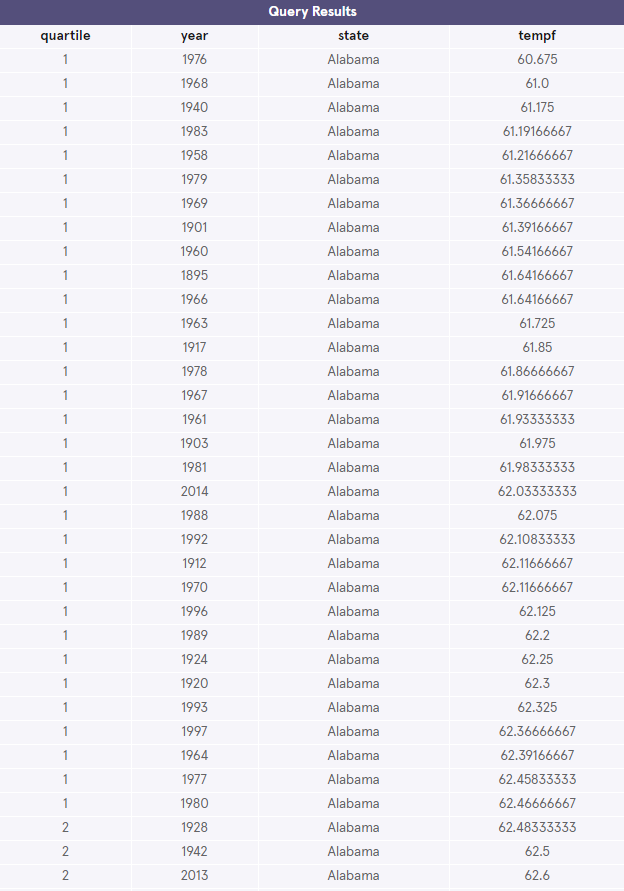 Query Results
quartile year state tempf
1 1976 Alabama 60.675
1 1968 Alabama 61.0
1 1940 Alabama 61.175
1 1983 Alabama 61.19166667
1 1958 Alabama 61.21666667
1 1979 Alabama 61.35833333
1 1969 Alabama 61.36666667
1 1901 Alabama 61.39166667
1 1960 Alabama 61.54166667
1 1895 Alabama 61.64166667
1 1966 Alabama 61.64166667
1 1963 Alabama 61.725
1 1917 Alabama 61.85
1 1978 Alabama 61.86666667
1 1967 Alabama 61.91666667
1 1961 Alabama 61.93333333
1 1903 Alabama 61.975
1 1981 Alabama 61.98333333
1 2014 Alabama 62.03333333
1 1988 Alabama 62.075
1 1992 Alabama 62.10833333
1 1912 Alabama 62.11666667
1 1970 Alabama 62.11666667
1 1996 Alabama 62.125
1 1989 Alabama 62.2
1 1924 Alabama 62.25
1 1920 Alabama 62.3
1 1993 Alabama 62.325
1 1997 Alabama 62.36666667
1 1964 Alabama 62.39166667
1 1977 Alabama 62.45833333
1 1980 Alabama 62.46666667
2 1928 Alabama 62.48333333
2 1942 Alabama 62.5
2 2013 Alabama 62.6